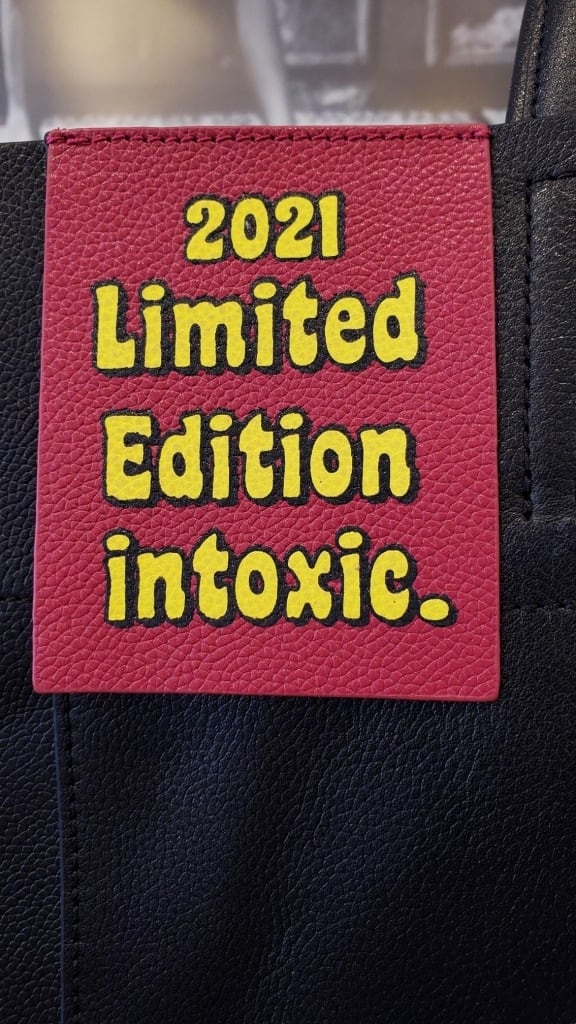 2021
Limited
Edition
intoxic.